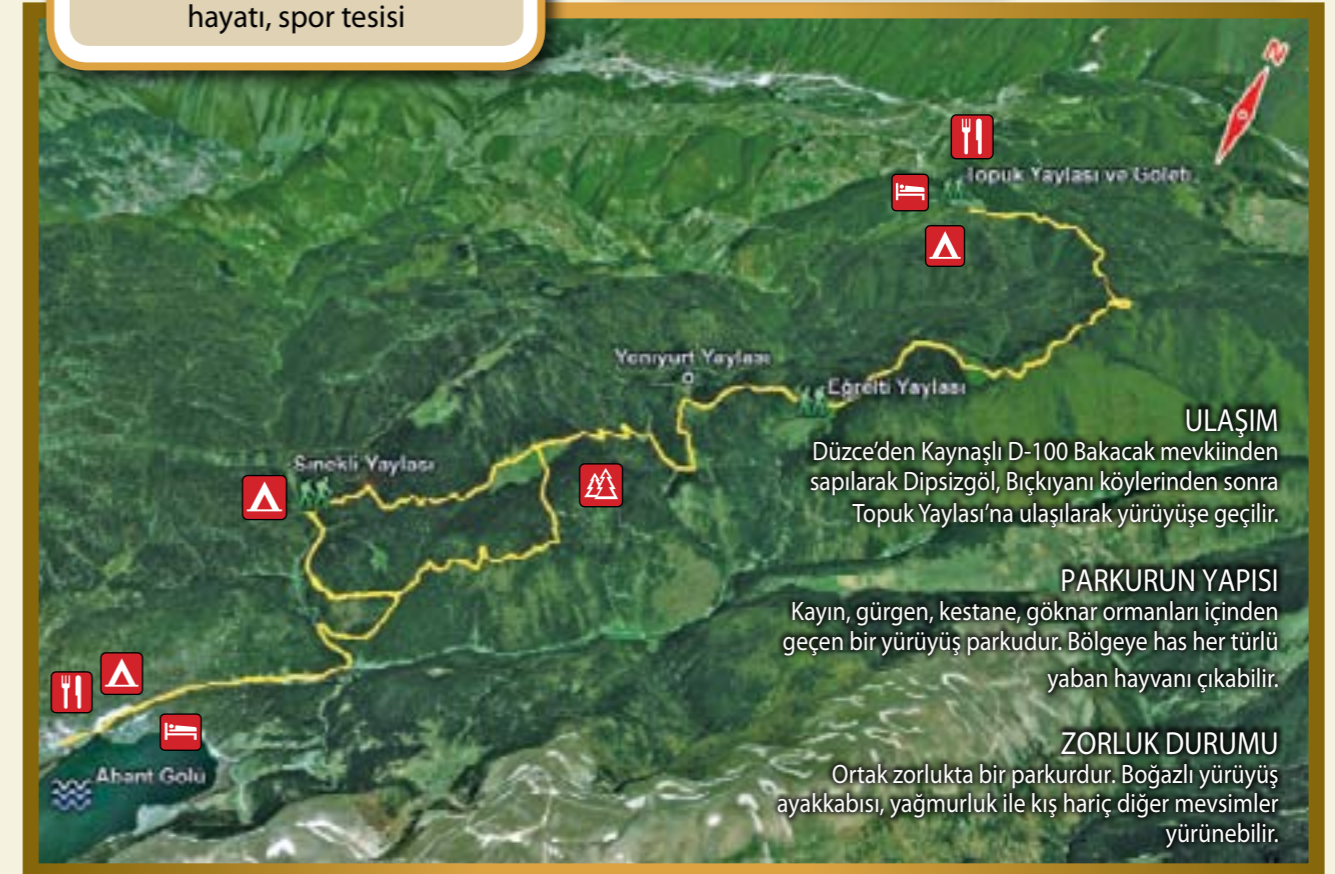 hayatı, spor tesisi
N
Topuk Yaylası ve Göleti
Yeniyurt Yaylası
Eğrelti Yaylası
Sinekli Yaylası
Abant Gölü
ULAŞIM
Düzce’den Kaynaşlı D-100 Bakacak mevkiinden
sapılarak Dipsizgöl, Bıçkıyanı köylerinden sonra
Topuk Yaylası’na ulaşılarak yürüyüşe geçilir.
PARKURUN YAPISI
Kayın, gürgen, kestane, göknar ormanları içinden
geçen bir yürüyüş parkudur. Bölgeye has her türlü
yaban hayvanı çıkabilir.
ZORLUK DURUMU
Ortak zorlukta bir parkurdur. Boğazlı yürüyüş
ayakkabısı, yağmurluk ile kış hariç diğer mevsimler
yürünebilir.